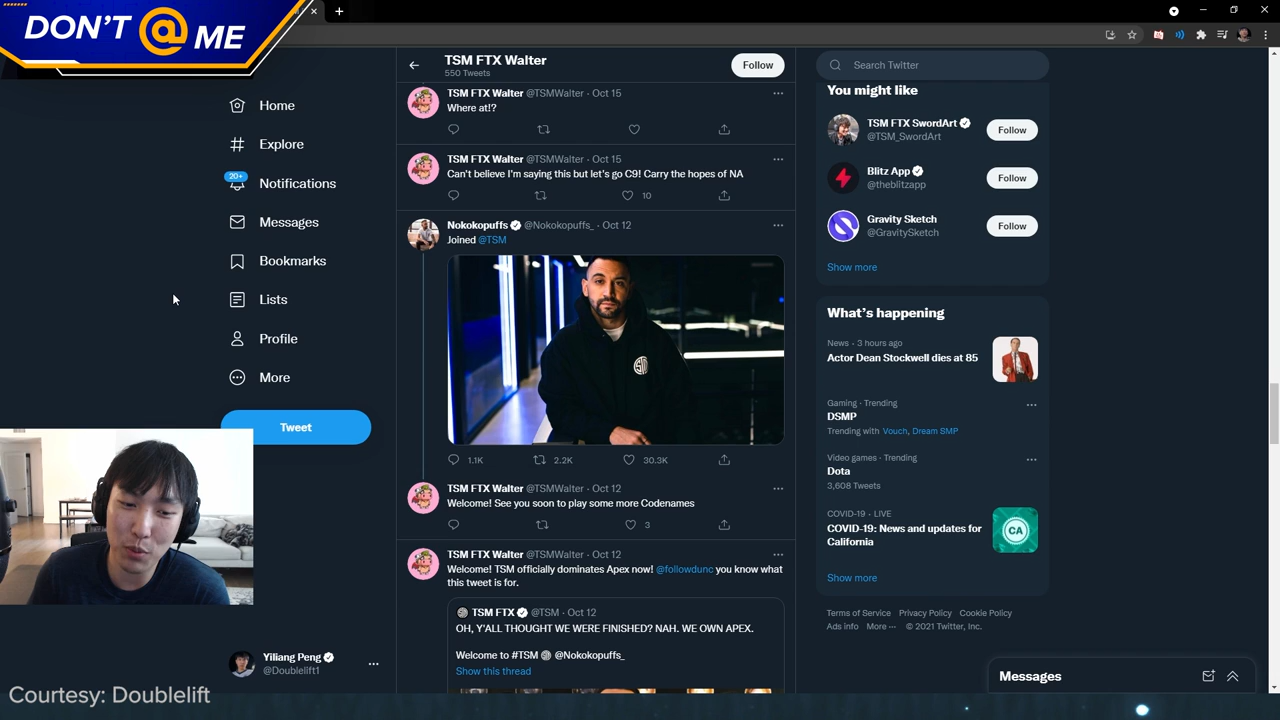 DON'T @ ME
TSM FTX Walter
550 Tweets
Follow
Search Twitter
Home
Explore
20+
Notifications
Messages
Bookmarks
Lists
Profile
More
Tweet
TSM FTX Walter @TSMWalter · Oct 15
Where at!?
TSM FTX Walter @TSMWalter · Oct 15
Can't believe I'm saying this but let's go C9! Carry the hopes of NA
10
Nokokopuffs @Nokokopuffs_ · Oct 12
Joined @TSM
1.1K 2.2K 30.3K
TSM FTX Walter @TSMWalter · Oct 12
Welcome! See you soon to play some more Codenames
3
TSM FTX Walter @TSMWalter · Oct 12
Welcome! TSM officially dominates Apex now! @followdunc you know what
this tweet is for.
TSM FTX @TSM · Oct 12
OH, Y'ALL THOUGHT WE WERE FINISHED? NAH. WE OWN APEX.
Welcome to #TSM @Nokokopuffs_
Show this thread
You might like
TSM FTX SwordArt
@TSM_SwordArt
Follow
Blitz App
@theblitzapp
Follow
Gravity Sketch
@GravitySketch
Follow
Show more
What's happening
News · 3 hours ago
Actor Dean Stockwell dies at 85
Gaming · Trending
DSMP
Trending with Vouch, Dream SMP
Video games · Trending
Dota
3,608 Tweets
COVID-19 · LIVE
COVID-19: News and updates for
California
CA
Show more
Terms of Service Privacy Policy Cookie Policy
Ads info More ··· © 2021 Twitter, Inc.
Messages
Yiliang Peng
@Doublelift1
Courtesy: Doublelift